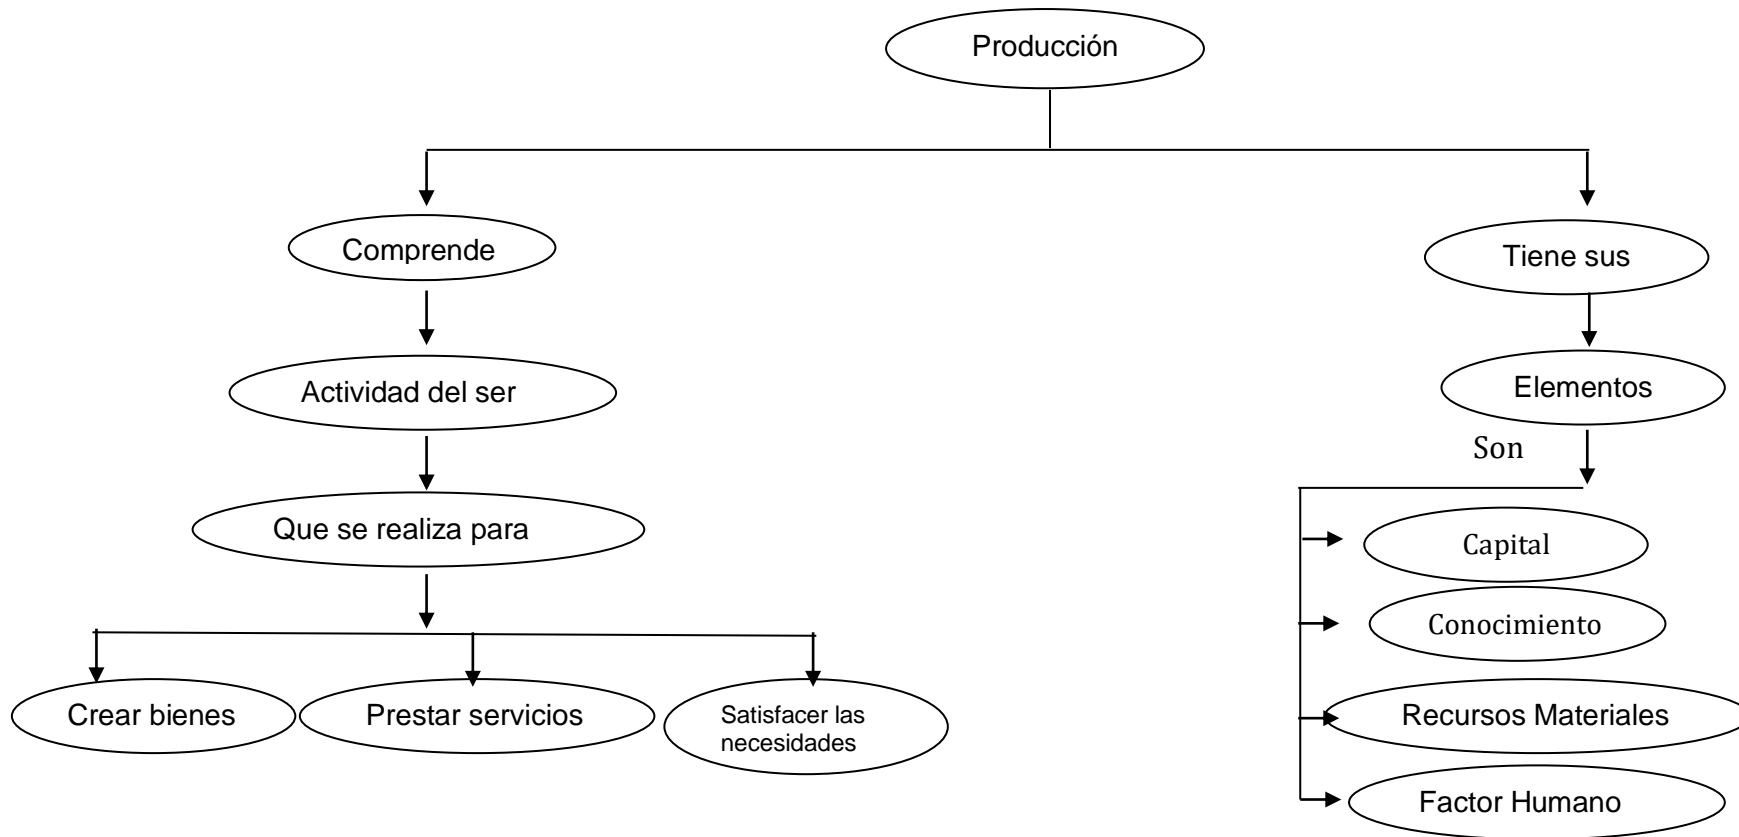 Producción
Comprende
Tiene sus
Actividad del ser
Elementos
Son
Que se realiza para
Capital
Conocimiento
Crear bienes
Prestar servicios
Satisfacer las
necesidades
Recursos Materiales
Factor Humano